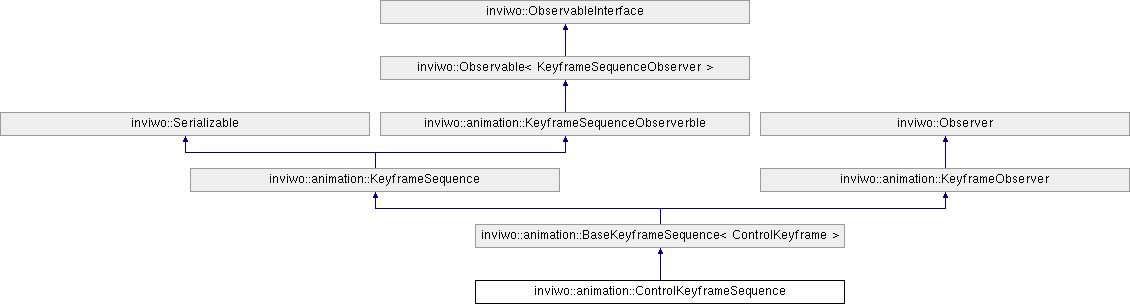 inviwo::ObservableInterface
inviwo::Observable< KeyframeSequenceObserver >
inviwo::Serializable
inviwo::animation::KeyframeSequenceObserverble
inviwo::Observer
inviwo::animation::KeyframeSequence
inviwo::animation::KeyframeObserver
inviwo::animation::BaseKeyframeSequence< ControlKeyframe >
inviwo::animation::ControlKeyframeSequence